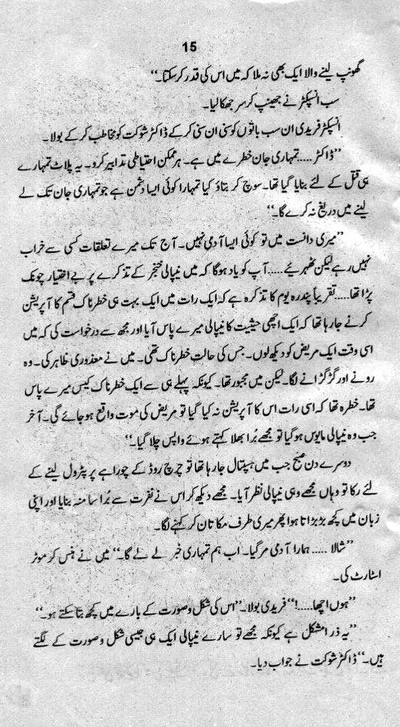 15
گھونپ لینے والا ایک بھی نہ ملا کہ میں اس کی قدر کر سکتا۔‘‘
سب انسپکٹر نے جھینپ کر سر جھکا لیا۔
انسپکٹر فریدی ان سب باتوں کو سنی ان سنی کر کے ڈاکٹر شوکت کو مخاطب کر کے بولا۔
’’ڈاکٹر.....تمہاری جان خطرے میں ہے۔ ہر ممکن احتیاطی تدابیر کرو۔ یہ پلاٹ تمہارے
ہی قتل کے لئے بنایا گیا تھا۔ سوچ کر بتاؤ کیا تمہارا کوئی ایسا دشمن ہے جو تمہاری جان تک لے
لینے میں دریغ نہ کرے گا۔‘‘
’’میری دانست میں تو کوئی ایسا آدمی نہیں۔ آج تک میرے تعلقات کسی سے خراب
نہیں رہے لیکن ٹھہرئیے.....آپ کو یاد ہوگا کہ میں نیپالی خنجر کے تذکرے پر بے اختیار چونک
پڑا تھا.....تقریباً پندرہ یوم کا تذکرہ ہے کہ ایک رات میں ایک بہت ہی خطرناک قسم کا آپریشن
کرنے جا رہا تھا کہ ایک اچھی حیثیت کا نیپالی میرے پاس آیا اور مجھ سے درخواست کی کہ میں
اسی وقت ایک مریض کو دیکھ لوں۔ جس کی حالت خطرناک تھی۔ میں نے معذوری ظاہر کی۔ وہ
رونے اور گڑگڑانے لگا۔ لیکن میں مجبور تھا۔ کیونکہ پہلے ہی سے ایک خطرناک کیس میرے پاس
تھا۔ خطرہ تھا کہ اسی رات اس کا آپریشن نہ کیا گیا تو مریض کی موت واقع ہو جائے گی۔ آخر
جب وہ نیپالی مایوس ہو گیا تو مجھے بُرا بھلا کہتے ہوئے واپس چلا گیا۔‘‘
دوسرے دن صبح جب میں ہسپتال جا رہا تھا تو چرچ روڈ کے چوراہے پر پٹرول لینے کے
لئے رکا تو وہاں مجھے وہی نیپالی نظر آیا۔ مجھے دیکھ کر اس نے نفرت سے بُرا سا منہ بنایا اور اپنی
زبان میں کچھ بڑبڑاتا ہوا پھر میری طرف مکا تان کر کہنے لگا۔
’’شالا.....ہمارا آدمی مر گیا۔ اب ہم تمہاری خبر لے لے گا۔‘‘ میں نے ہنس کر موٹر
اسٹارٹ کی۔
’’ہوں اچھا.....!‘‘ فریدی بولا۔ ’’اس کی شکل و صورت کے بارے میں کچھ بتا سکتے ہو۔‘‘
’’یہ ذرا مشکل ہے کیونکہ مجھے تو سارے نیپالی ایک ہی جیسی شکل و صورت کے لگتے
ہیں۔‘‘ ڈاکٹر شوکت نے جواب دیا۔